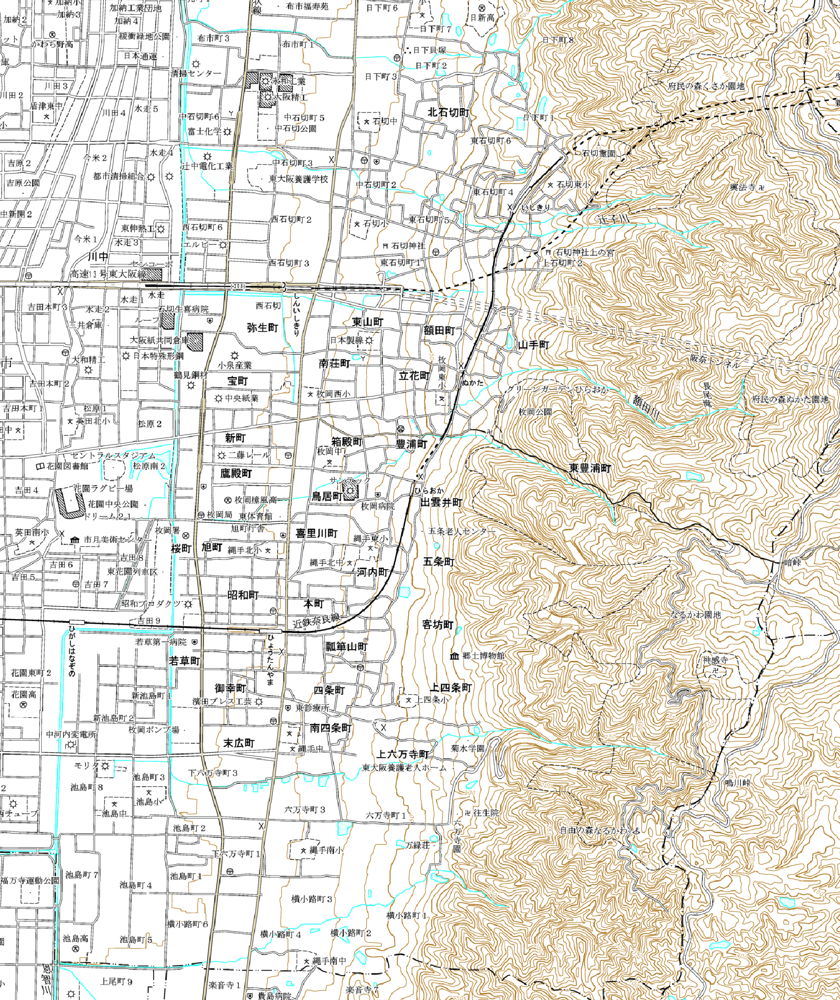 加納小
加納工業団地
加納3
加納2
加納4
布市福寿苑
日下町6
日新高
緩衝緑地公園
かわち野高
布市町3
布市町1
日下町7
日下町8
日下貝塚
日本通運
日下町2
清掃センター
日下町3
永和工業
大阪精工
川田3
川田2
府民の森くさか園地
盾津東中
水走5
川田4
中石切町6
中石切町5
石切中
北石切町
日下町1
富士化学
中石切公園
東石切町6
石切霊園
吉原2
今米2
水走4
辻中電化工業
中石切町3
都市清掃組合
吉原公園
東大阪養護学校
中石切町2
東石切町4
石切東小
興法寺
いしきり
中新開2
東伸熱工
西石切町6
西石切町2
石切小
東石切町5
辻子川
今米1
水走3
エルビー
石切神社
石切神社上の宮
川中
センコーポ
西石切町3
東石切町1
上石切町2
高速13号東大阪線
308
水走1
水走
しんいしきり
西石切
吉田本町3
水走2
石切生喜病院
三井倉庫
ループ
弥生町
東山町
額田町
大阪紙共同倉庫
日本製線
山手町
日本特殊形鋼
大和精工
小泉産業
南荘町
枚岡東小
阪奈トンネル
鶴見鋼材
宝町
立花町
ぬかた
吉田本町2
中央紙業
枚岡西小
グリーンガーデンひらおか
長尾滝
府民の森ぬかた園地
額田川
吉田本町1
松原1
英田北小
松原2
枚岡公園
新町
箱殿町
豊浦町
セントラルスタジアム
二藤レール
枚岡中
花園図書館
松原南2
東豊浦町
鷹殿町
サンテック
吉田4
花園ラグビー場
鳥居町
ひらおか
花園中央公園
枚岡樟風高
枚岡病院
出雲井町
ドリーム21
枚岡局
東体育館
英田南小
枚岡署
旭町庁舎
喜里川町
五条老人センター
市月美術センター
縄手東小
桜町
旭町
縄手北小
吉田8
吉田6
縄手北中
五条町
暗峠
東花園列車区
河内町
吉田5
吉田7
昭和町
昭和プロダクツ
本町
なるかわ園地
吉田9
近鉄奈良線
客坊町
ひがしはなぞの
若草第一病院
ひょうたんやま
瓢箪山町
若草町
郷土博物館
神感寺
花園東町2
御幸町
四条町
上四条町
花園高
新池島町1
濱田プレス工芸
東診療所
上四条小
新池島町2
枚岡ポンプ場
南四条町
中河内変電所
末広町
縄手中
上六万寺町
菊水学園
モリタ
東大阪養護老人ホーム
池島町3
下六万寺町3
池島町8
鳴川峠
池島小
池島中
六万寺町3
六万寺町1
往生院
池島町2
六万寺園
自由の森なるかわ
縄手南小
万緑荘
下六万寺町1
池島町7
池島町1
福万寺運動公園
池島町4
横小路町3
横小路町1
横小路町6
横小路町4
横小路町2
池島高
池島町5
縄手南中
恩智川
上尾町9
楽音寺1
楽音寺7
貴島病院